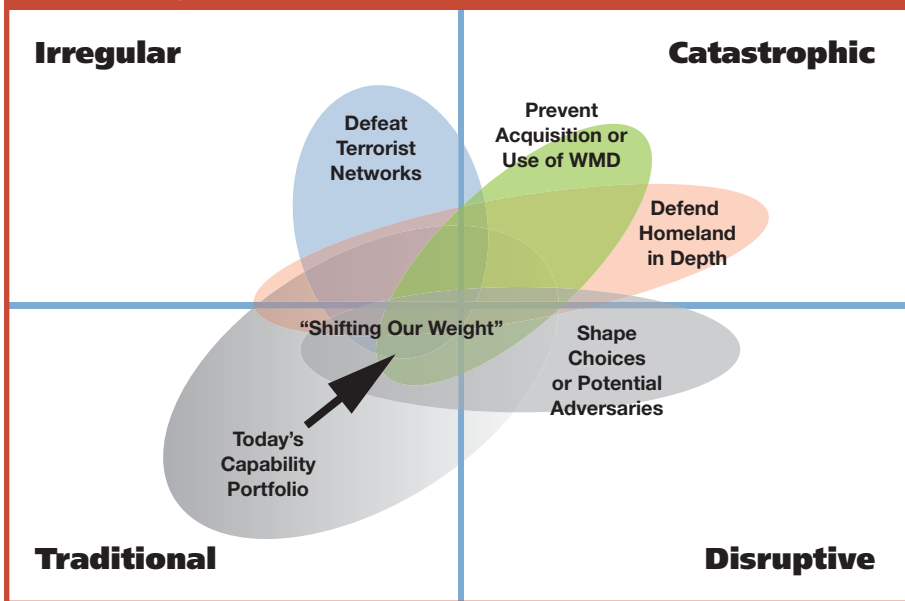 Irregular
Catastrophic
Defeat
Terrorist
Networks
Prevent
Acquisition or
Use of WMD
Defend
Homeland
in Depth
“Shifting Our Weight”
Shape
Choices
or Potential
Adversaries
Today’s
Capability
Portfolio
Traditional
Disruptive